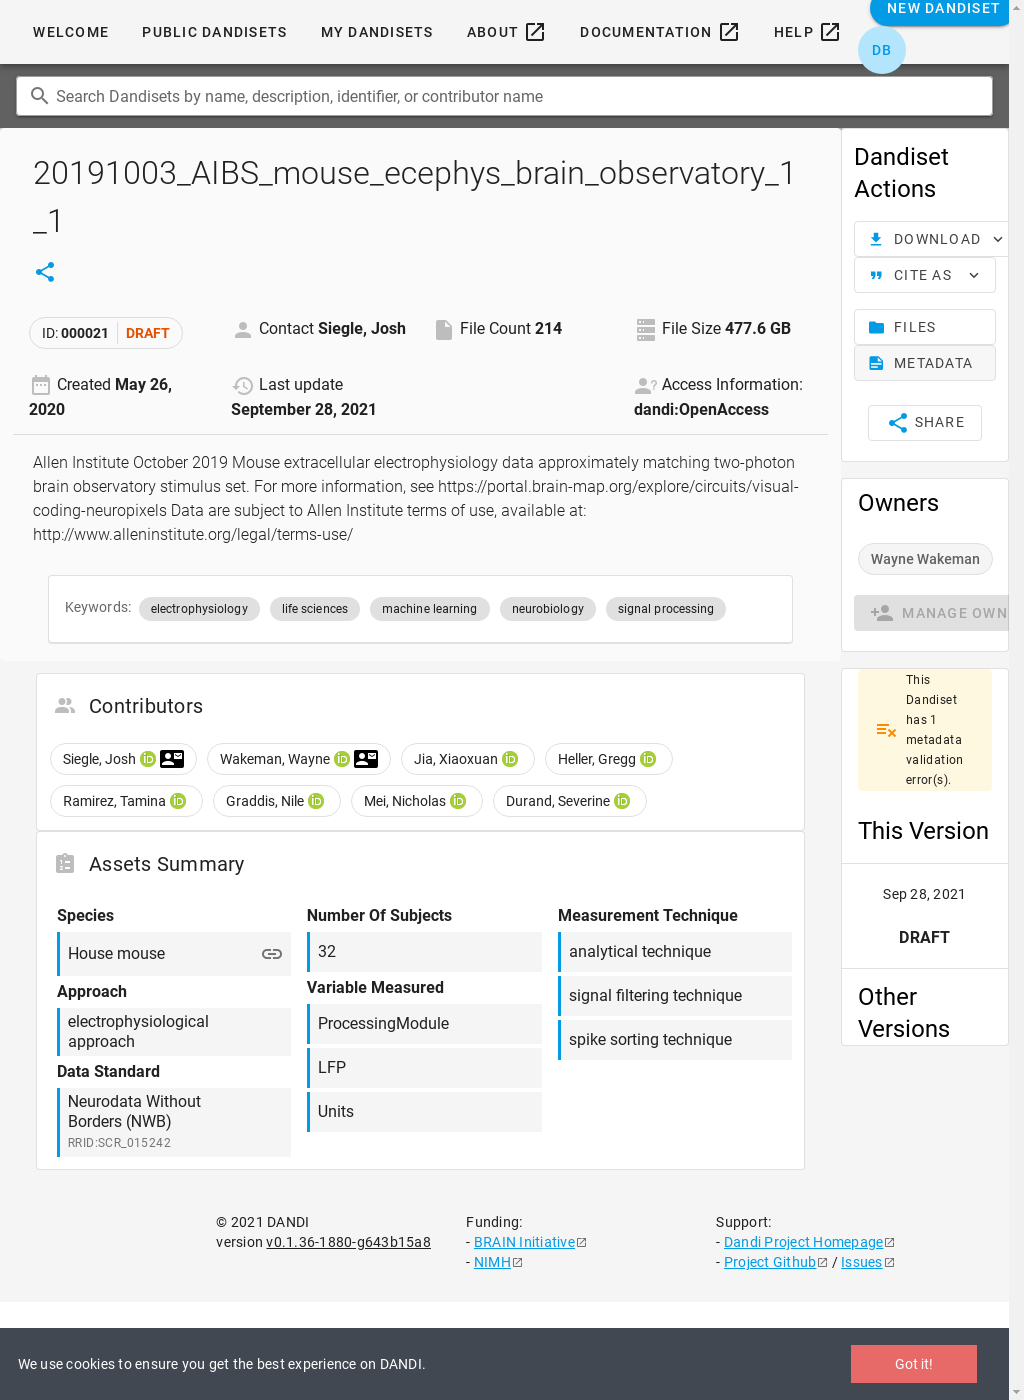 WELCOME
PUBLIC DANDISETS
MY DANDISETS
ABOUT
DOCUMENTATION
HELP
NEW DANDISET
DB
Search Dandisets by name, description, identifier, or contributor name
20191003_AIBS_mouse_ecephys_brain_observatory_1
_1
ID: 000021 DRAFT
Contact Siegle, Josh
File Count 214
File Size 477.6 GB
Created May 26,
2020
Last update
September 28, 2021
Access Information:
dandi:OpenAccess
Allen Institute October 2019 Mouse extracellular electrophysiology data approximately matching two-photon
brain observatory stimulus set. For more information, see https://portal.brain-map.org/explore/circuits/visual-
coding-neuropixels Data are subject to Allen Institute terms of use, available at:
http://www.alleninstitute.org/legal/terms-use/
Keywords: electrophysiology life sciences machine learning neurobiology signal processing
Contributors
Siegle, Josh iD
Wakeman, Wayne iD
Jia, Xiaoxuan iD
Heller, Gregg iD
Ramirez, Tamina iD
Graddis, Nile iD
Mei, Nicholas iD
Durand, Severine iD
Assets Summary
Species
House mouse
Approach
electrophysiological
approach
Data Standard
Neurodata Without
Borders (NWB)
RRID:SCR_015242
Number Of Subjects
32
Variable Measured
ProcessingModule
LFP
Units
Measurement Technique
analytical technique
signal filtering technique
spike sorting technique
Dandiset
Actions
DOWNLOAD
CITE AS
FILES
METADATA
SHARE
Owners
Wayne Wakeman
MANAGE OWN
This
Dandiset
has 1
metadata
validation
error(s).
This Version
Sep 28, 2021
DRAFT
Other
Versions
© 2021 DANDI
version v0.1.36-1880-g643b15a8
Funding:
- BRAIN Initiative
- NIMH
Support:
- Dandi Project Homepage
- Project Github / Issues
We use cookies to ensure you get the best experience on DANDI.
Got it!